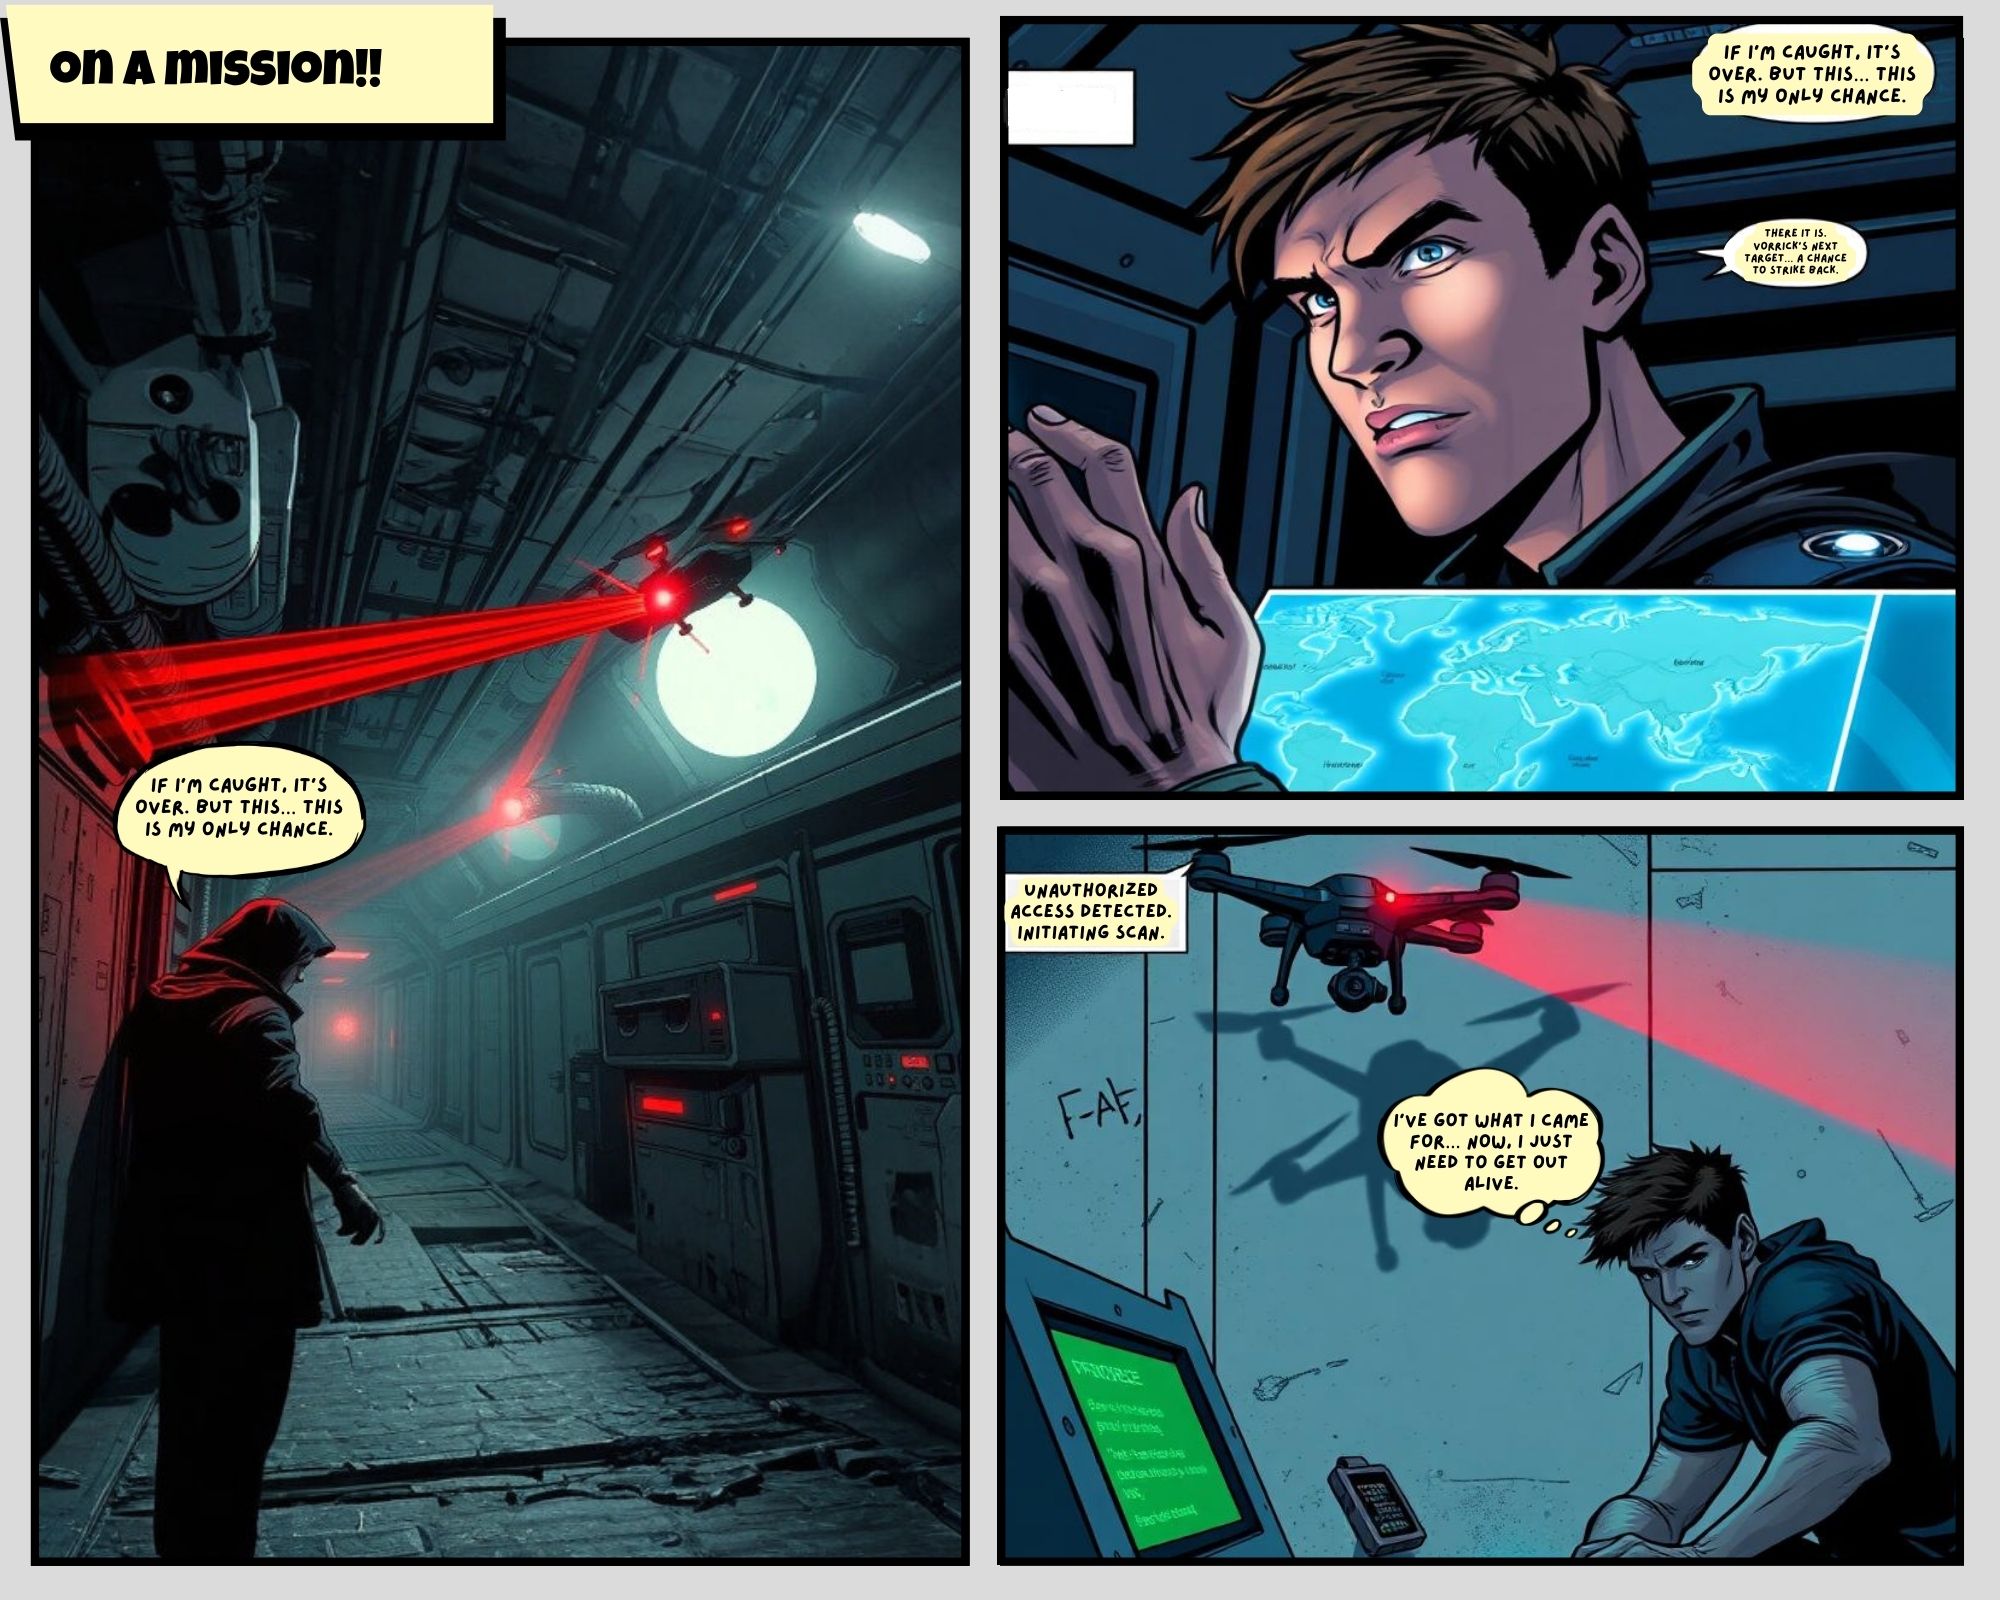 On A mission!!
IF I'M CAUGHT, IT'S
OVER. BUT THIS... THIS
IS MY ONLY CHANCE.
IF I'M CAUGHT, IT'S
OVER. BUT THIS... THIS
IS MY ONLY CHANCE.
THERE IT IS.
VORRICK'S NEXT
TARGET... A CHANCE
TO STRIKE BACK.
UNAUTHORIZED
ACCESS DETECTED.
INITIATING SCAN.
F-AF,
I'VE GOT WHAT I CAME
FOR... NOW, I JUST
NEED TO GET OUT
ALIVE.